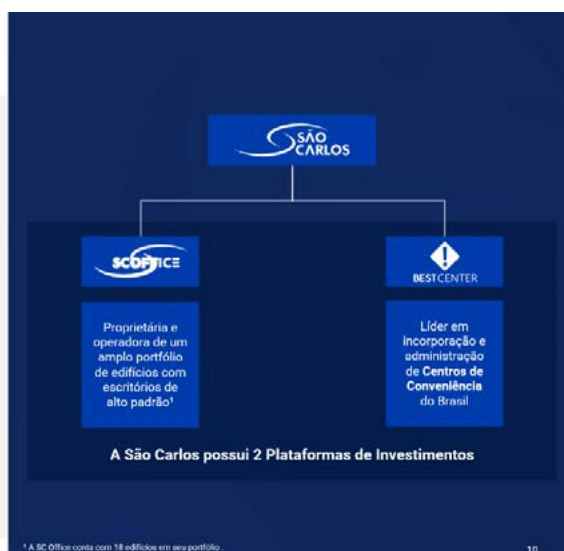 SÃO
CARLOS
SCOFFICE
BESTCENTER
Proprietária e
operadora de um
amplo portfólio
de edifícios com
escritórios de
alto padrão¹
Líder em
incorporação e
administração
de Centros de
Conveniência
do Brasil
A São Carlos possui 2 Plataformas de Investimentos
¹ A SC Office conta com 18 edifícios em seu portfólio.
10